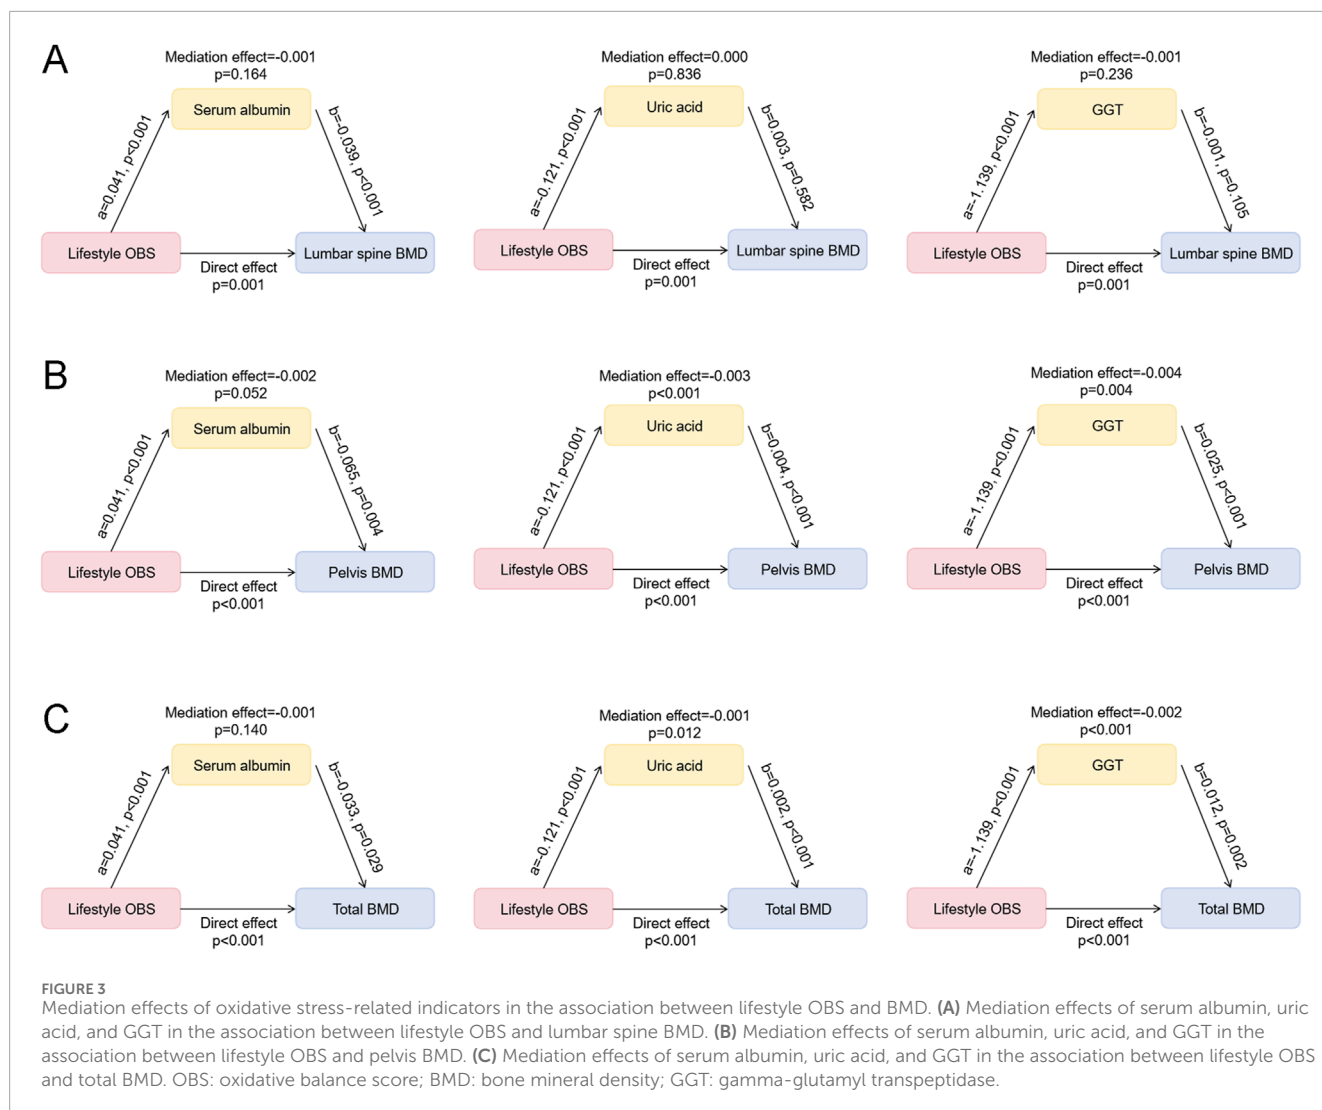 A
Mediation effect=-0.001
p=0.164
Serum albumin
a=0.041, p<0.001
b=-0.039, p<0.001
Lifestyle OBS
Direct effect
p=0.001
Lumbar spine BMD
Mediation effect=0.000
p=0.836
Uric acid
a=-0.121, p<0.001
b=0.003, p=0.582
Lifestyle OBS
Direct effect
p=0.001
Lumbar spine BMD
Mediation effect=-0.001
p=0.236
GGT
a=-1.139, p<0.001
b=-0.001, p=0.105
Lifestyle OBS
Direct effect
p=0.001
Lumbar spine BMD
B
Mediation effect=-0.002
p=0.052
Serum albumin
a=0.041, p<0.001
b=-0.065, p=0.004
Lifestyle OBS
Direct effect
p<0.001
Pelvis BMD
Mediation effect=-0.003
p<0.001
Uric acid
a=-0.121, p<0.001
b=0.004, p<0.001
Lifestyle OBS
Direct effect
p<0.001
Pelvis BMD
Mediation effect=-0.004
p=0.004
GGT
a=-1.139, p<0.001
b=0.025, p<0.001
Lifestyle OBS
Direct effect
p<0.001
Pelvis BMD
C
Mediation effect=-0.001
p=0.140
Serum albumin
a=0.041, p<0.001
b=-0.033, p=0.029
Lifestyle OBS
Direct effect
p<0.001
Total BMD
Mediation effect=-0.001
p=0.012
Uric acid
a=-0.121, p<0.001
b=0.002, p<0.001
Lifestyle OBS
Direct effect
p<0.001
Total BMD
Mediation effect=-0.002
p<0.001
GGT
a=-1.139, p<0.001
b=0.012, p=0.002
Lifestyle OBS
Direct effect
p<0.001
Total BMD
FIGURE 3
Mediation effects of oxidative stress-related indicators in the association between lifestyle OBS and BMD. (A) Mediation effects of serum albumin, uric
acid, and GGT in the association between lifestyle OBS and lumbar spine BMD. (B) Mediation effects of serum albumin, uric acid, and GGT in the
association between lifestyle OBS and pelvis BMD. (C) Mediation effects of serum albumin, uric acid, and GGT in the association between lifestyle OBS
and total BMD. OBS: oxidative balance score; BMD: bone mineral density; GGT: gamma-glutamyl transpeptidase.